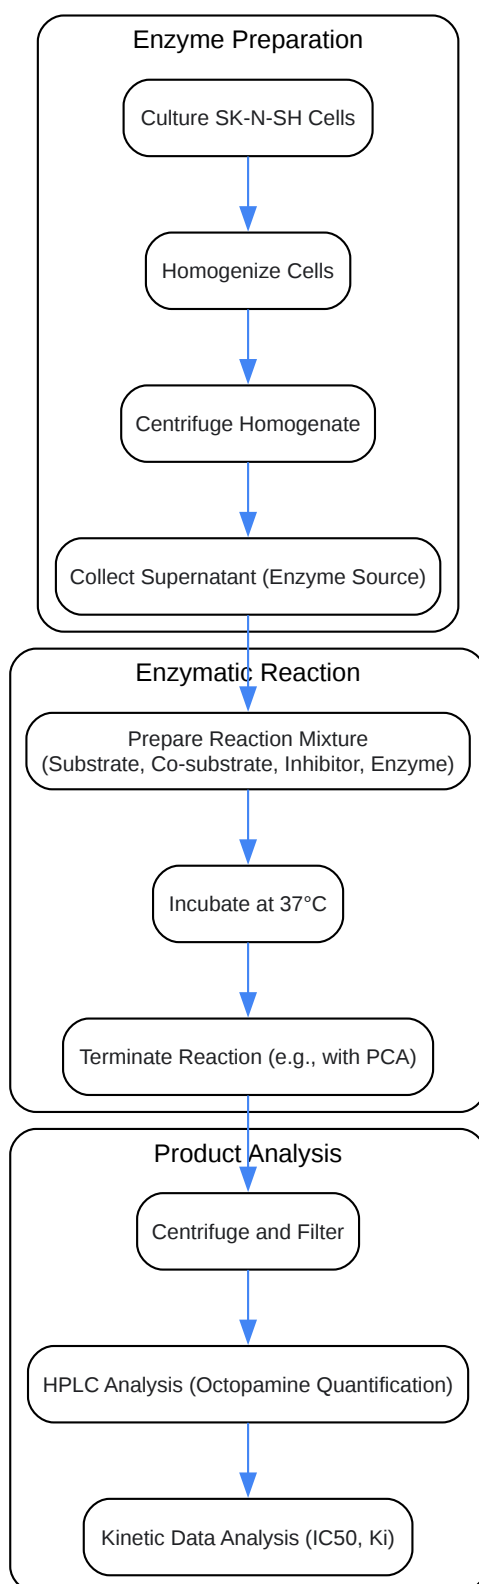 Enzyme Preparation
Culture SK-N-SH Cells
Homogenize Cells
Centrifuge Homogenate
Collect Supernatant (Enzyme Source)
Enzymatic Reaction
Prepare Reaction Mixture
(Substrate, Co-substrate, Inhibitor, Enzyme)
Incubate at 37°C
Terminate Reaction (e.g., with PCA)
Product Analysis
Centrifuge and Filter
HPLC Analysis (Octopamine Quantification)
Kinetic Data Analysis (IC50, Ki)